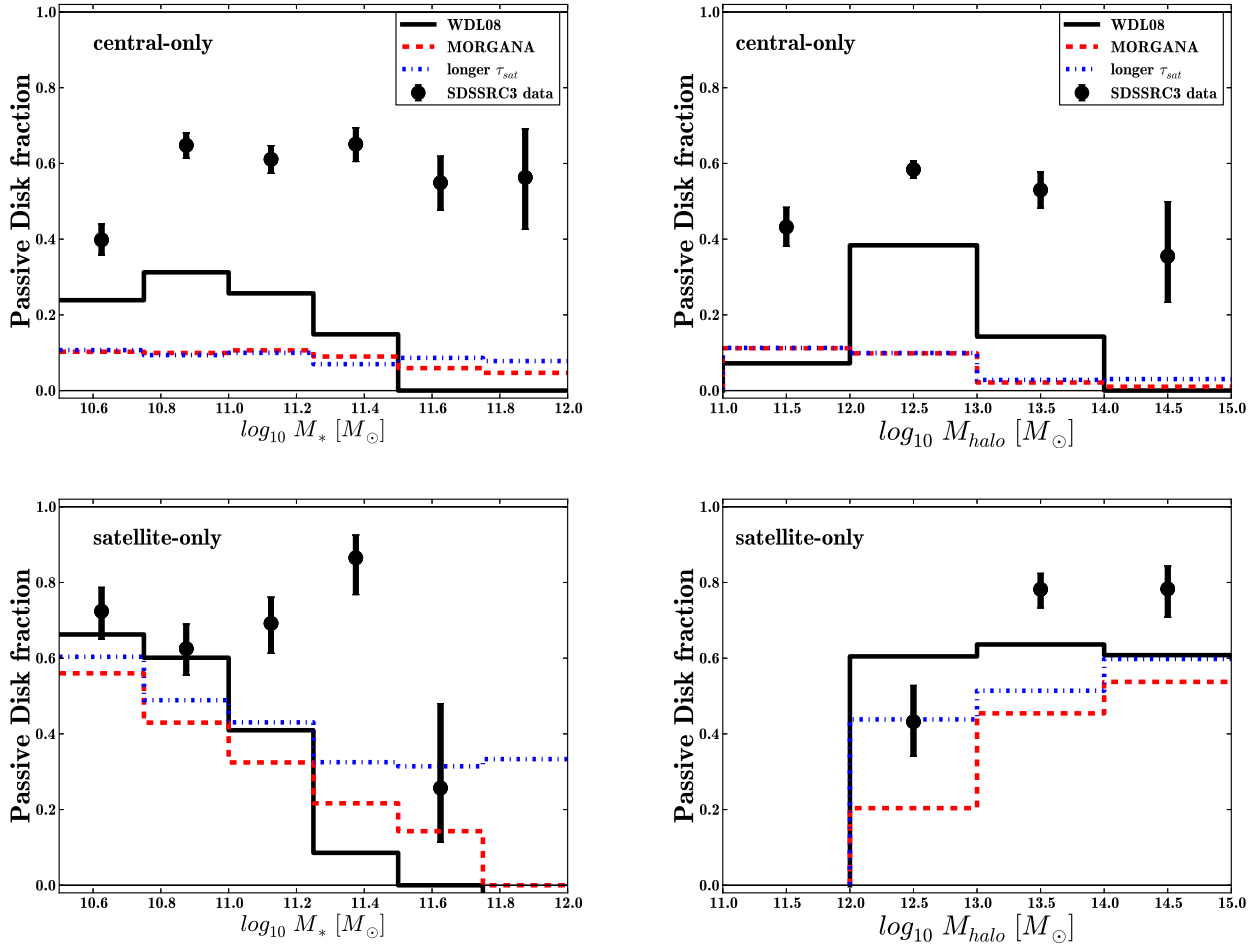 1.0
0.8
0.6
0.4
0.2
0.0
Passive Disk fraction
central-only
WDL08
MORGANA
longer τ_sat
SDSSRC3 data
10.6 10.8 11.0 11.2 11.4 11.6 11.8 12.0
log₁₀ M_* [M_⊙]
1.0
0.8
0.6
0.4
0.2
0.0
Passive Disk fraction
central-only
WDL08
MORGANA
longer τ_sat
SDSSRC3 data
11.0 11.5 12.0 12.5 13.0 13.5 14.0 14.5 15.0
log₁₀ M_halo [M_⊙]
1.0
0.8
0.6
0.4
0.2
0.0
Passive Disk fraction
satellite-only
10.6 10.8 11.0 11.2 11.4 11.6 11.8 12.0
log₁₀ M_* [M_⊙]
1.0
0.8
0.6
0.4
0.2
0.0
Passive Disk fraction
satellite-only
11.0 11.5 12.0 12.5 13.0 13.5 14.0 14.5 15.0
log₁₀ M_halo [M_⊙]